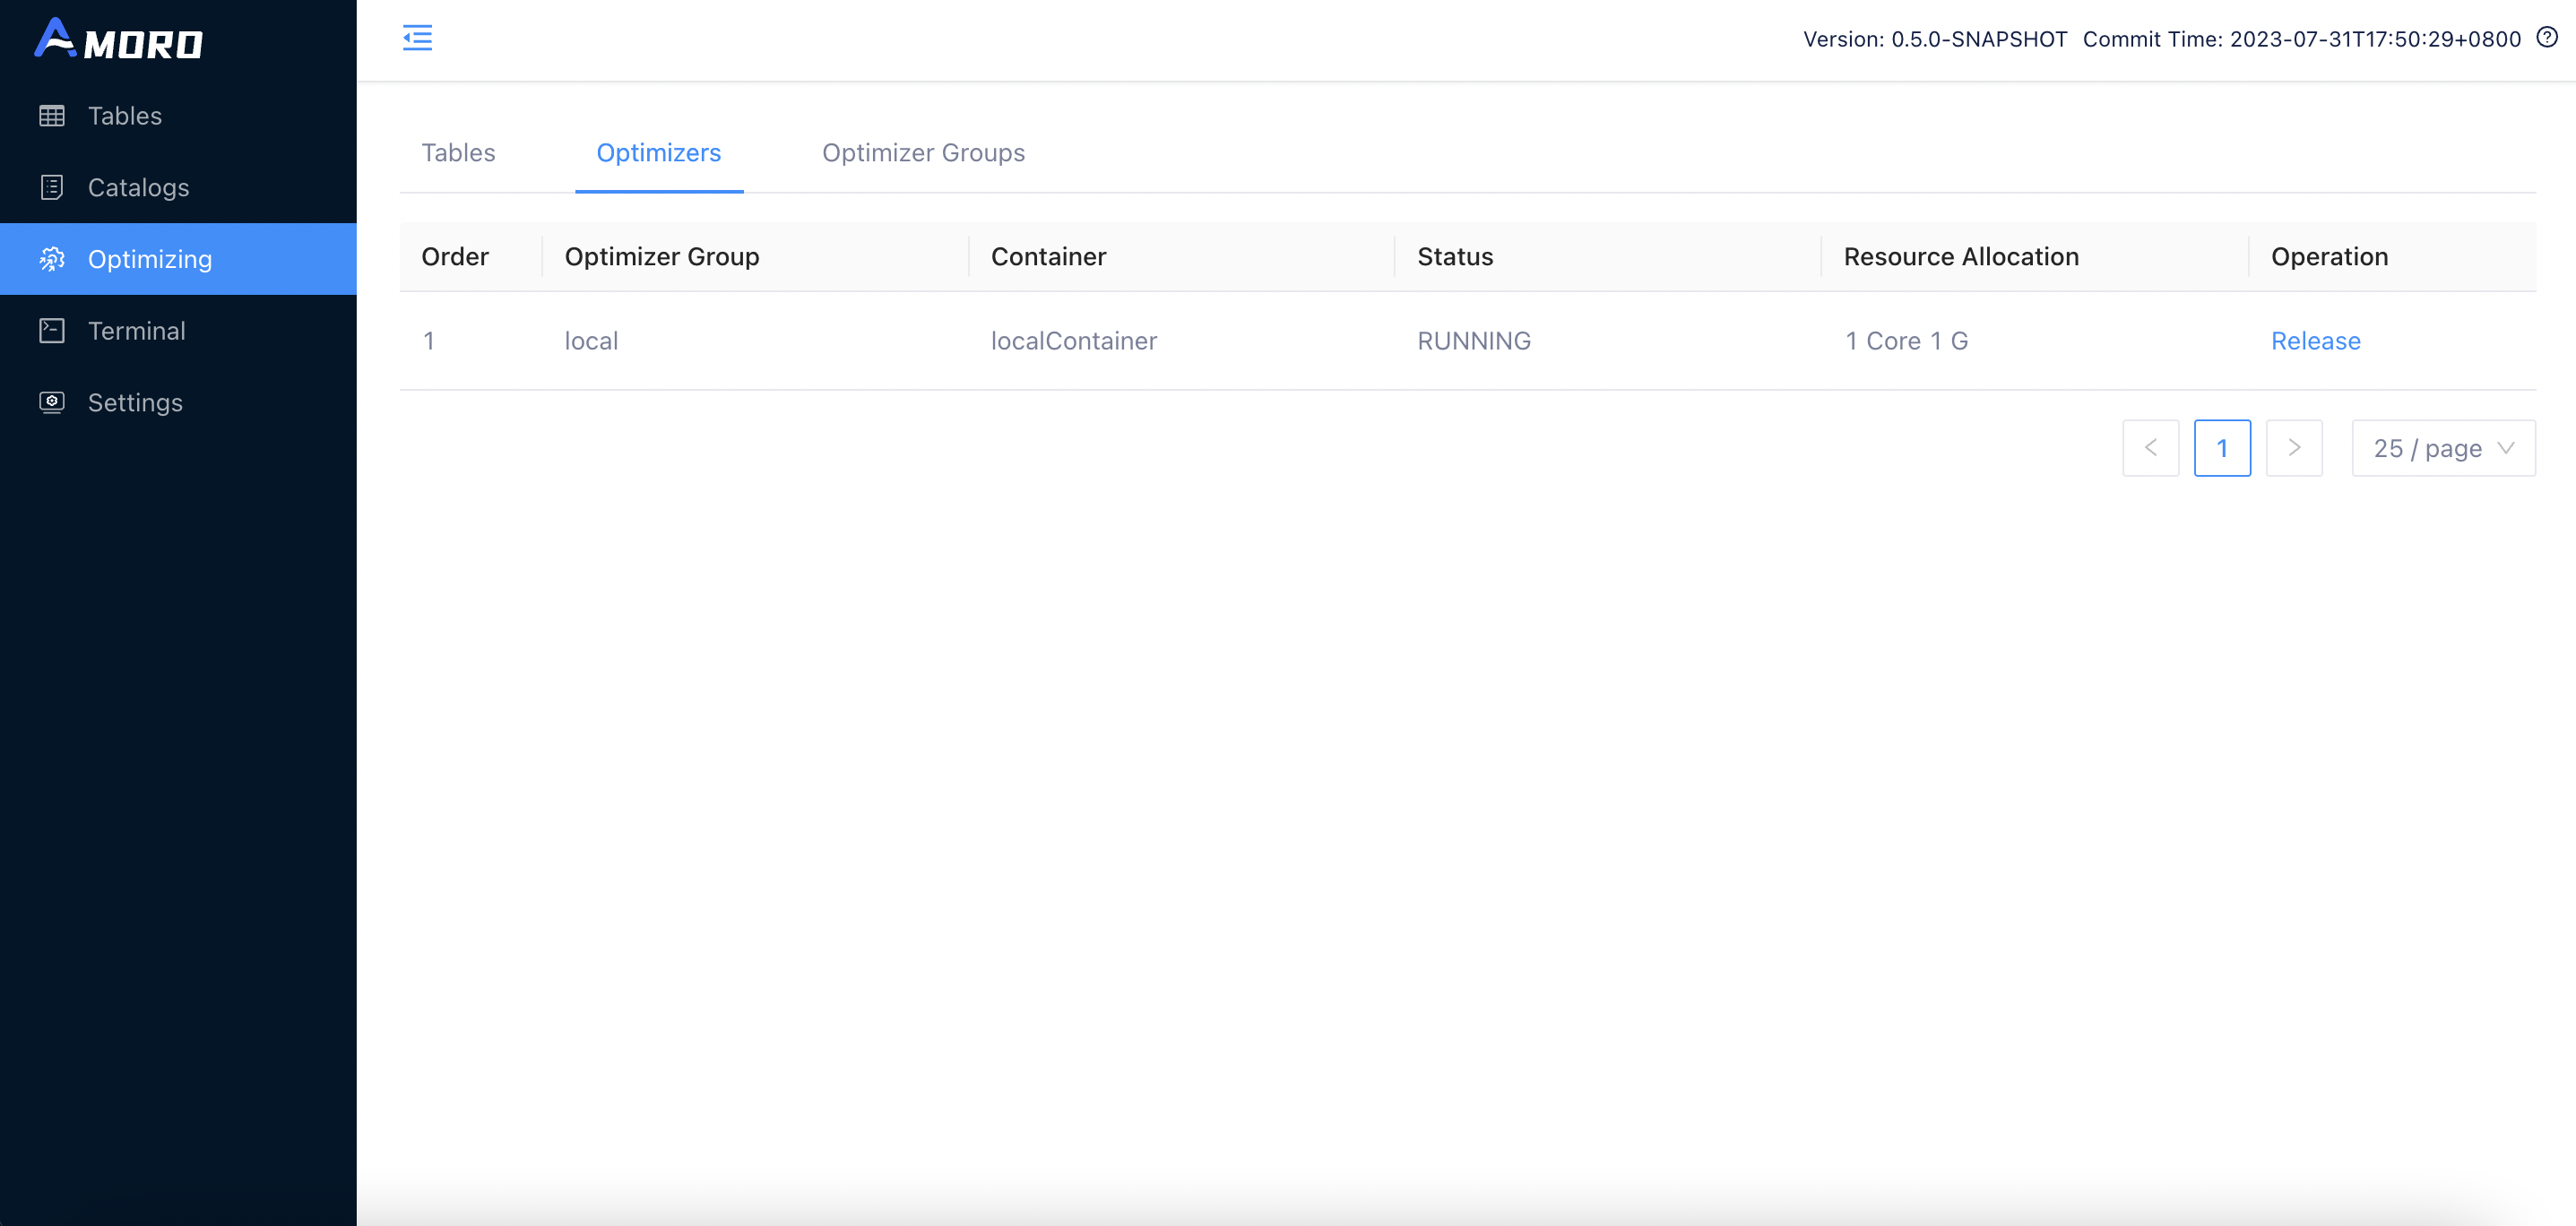 AMORO
Version: 0.5.0-SNAPSHOT Commit Time: 2023-07-31T17:50:29+0800
Tables
Catalogs
Optimizing
Terminal
Settings
Tables Optimizers Optimizer Groups
Order Optimizer Group Container Status Resource Allocation Operation
1 local localContainer RUNNING 1 Core 1 G Release
1 25 / page